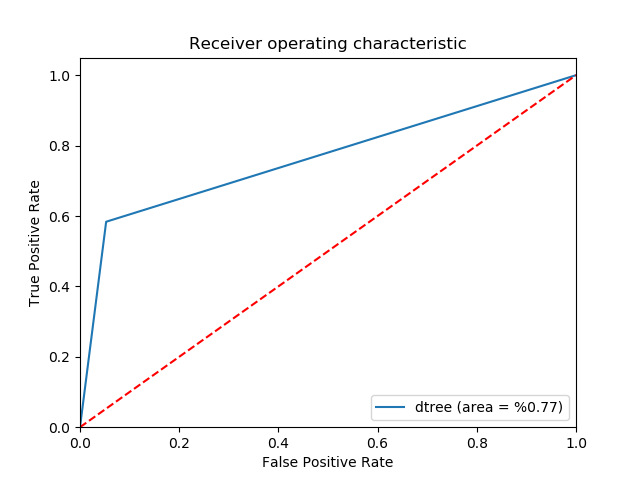 Receiver operating characteristic
True Positive Rate
1.0
0.8
0.6
0.4
0.2
0.0
dtree (area = %0.77)
0.0 0.2 0.4 0.6 0.8 1.0
False Positive Rate